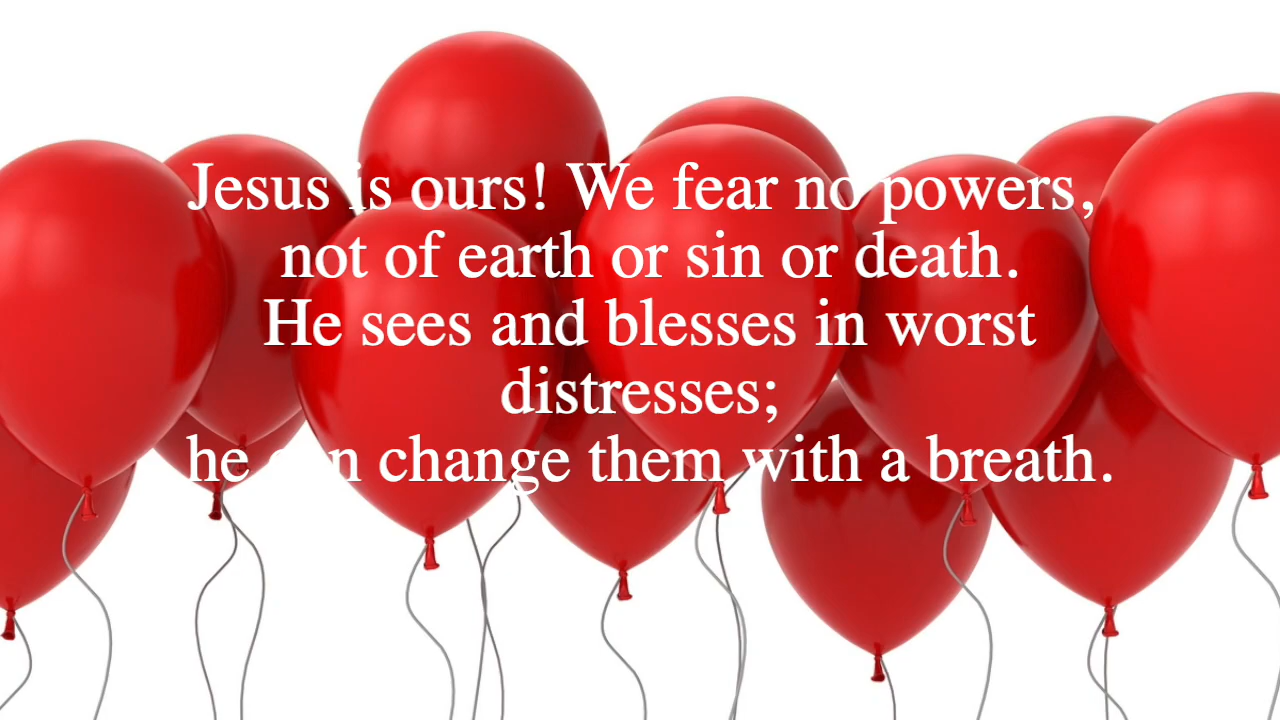 Jesus is ours! We fear no powers,
not of earth or sin or death.
He sees and blesses in worst
distresses;
he can change them with a breath.